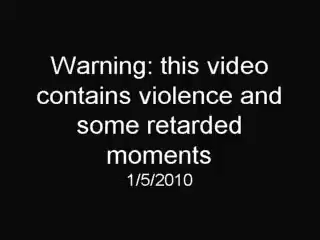 Warning: this video
contains violence and
some retarded
moments
1/5/2010